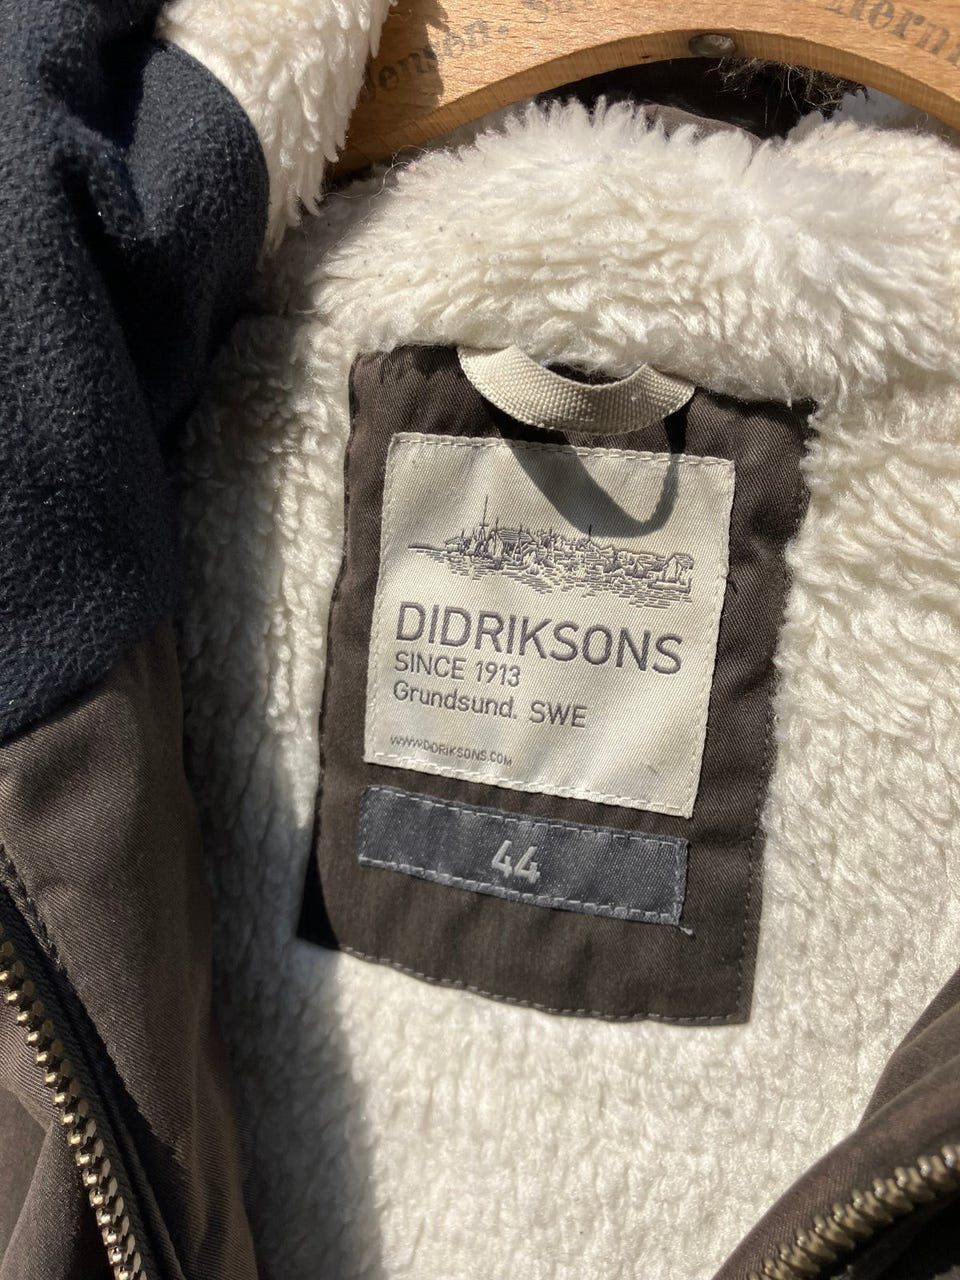 DIDRIKSONS
SINCE 1913
Grundsund. SWE
WWW.DIDRIKSONS.COM
44